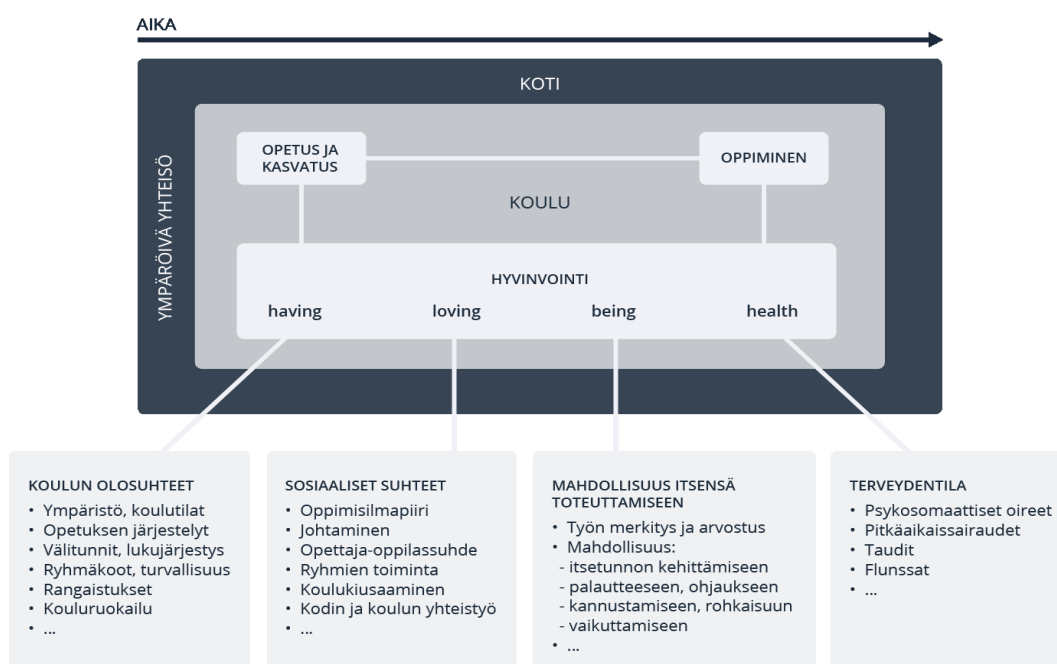 AIKA
KOTI
YMPÄRÖIVÄ YHTEISÖ
OPETUS JA
KASVATUS
OPPIMINEN
KOULU
HYVINVOINTI
having
loving
being
health
KOULUN OLOSUHTEET
• Ympäristö, koulutilat
• Opetuksen järjestelyt
• Välitunnit, lukujärjestys
• Ryhmäkoot, turvallisuus
• Rangaistukset
• Kouluruokailu
• ...
SOSIAALISET SUHTEET
• Oppimisilmapiiri
• Johtaminen
• Opettaja-oppilassuhde
• Ryhmien toiminta
• Koulukiusaaminen
• Kodin ja koulun yhteistyö
• ...
MAHDOLLISUUS ITSENSÄ
TOTEUTTAMISEEN
• Työn merkitys ja arvostus
• Mahdollisuus:
- itsetunnon kehittämiseen
- palautteeseen, ohjaukseen
- kannustamiseen, rohkaisuun
- vaikuttamiseen
• ...
TERVEYDENTILA
• Psykosomaattiset oireet
• Pitkäaikaissairaudet
• Taudit
• Flunssat
• ...